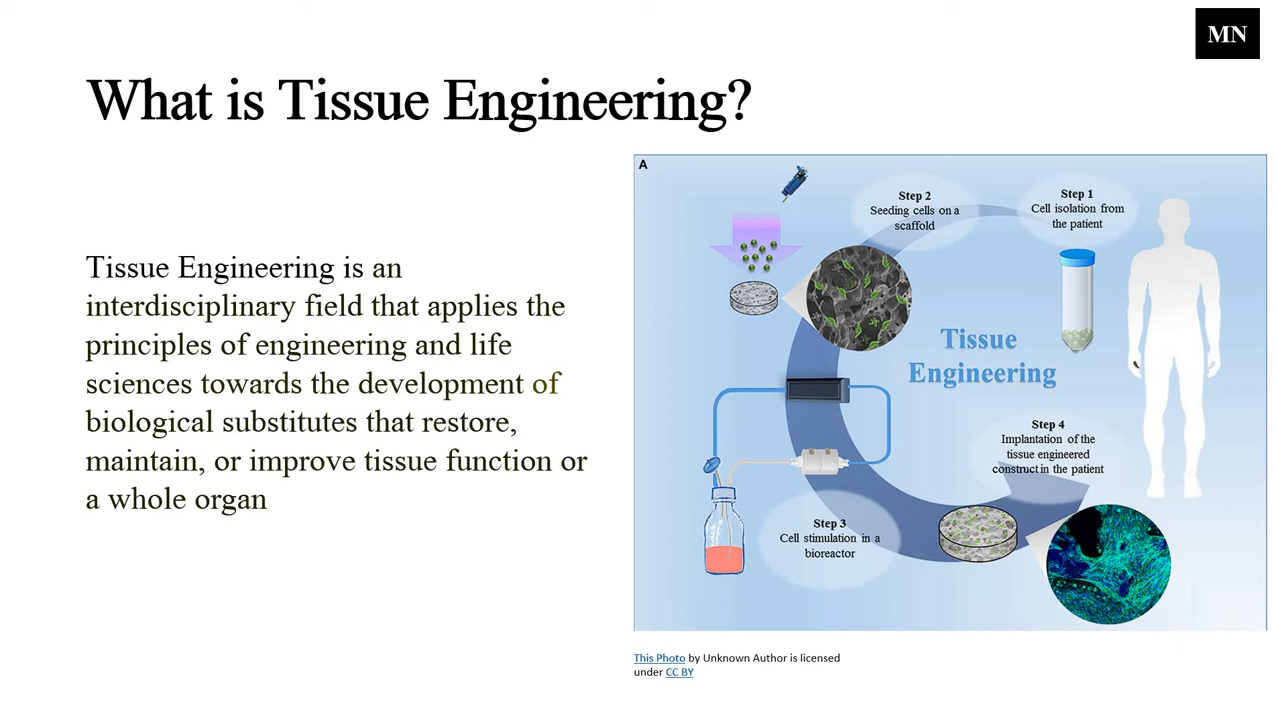 MN
What is Tissue Engineering?
Tissue Engineering is an
interdisciplinary field that applies the
principles of engineering and life
sciences towards the development of
biological substitutes that restore,
maintain, or improve tissue function or
a whole organ
A
Step 2
Seeding cells on a
scaffold
Step 1
Cell isolation from
the patient
Tissue
Engineering
Step 4
Implantation of the
tissue engineered
construct in the patient
Step 3
Cell stimulation in a
bioreactor
This Photo by Unknown Author is licensed
under CC BY